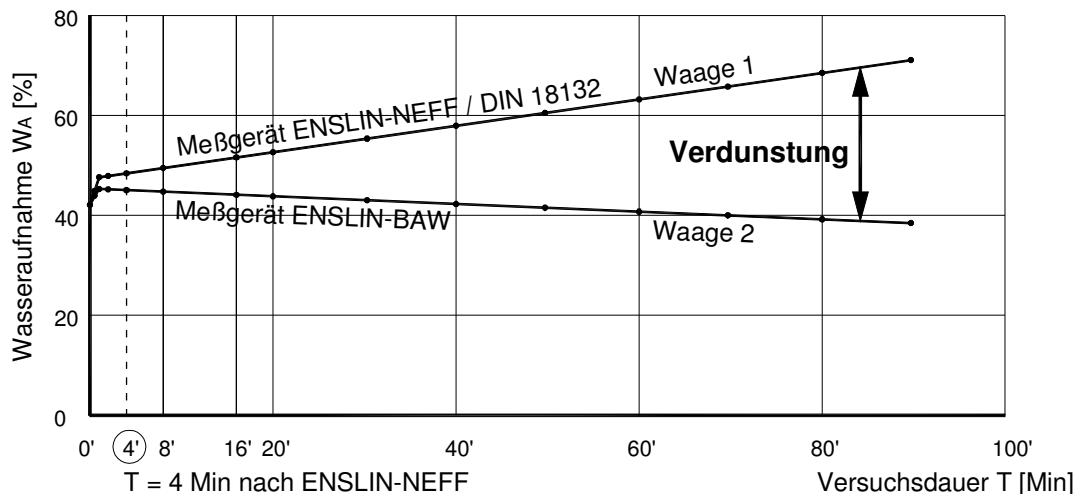 80
60
40
20
0
Wasseraufnahme WA [%]
Meßgerät ENSLIN-NEFF / DIN 18132
Waage 1
Verdunstung
Meßgerät ENSLIN-BAW
Waage 2
0' 4' 8' 16' 20' 40' 60' 80' 100'
T = 4 Min nach ENSLIN-NEFF
Versuchsdauer T [Min]